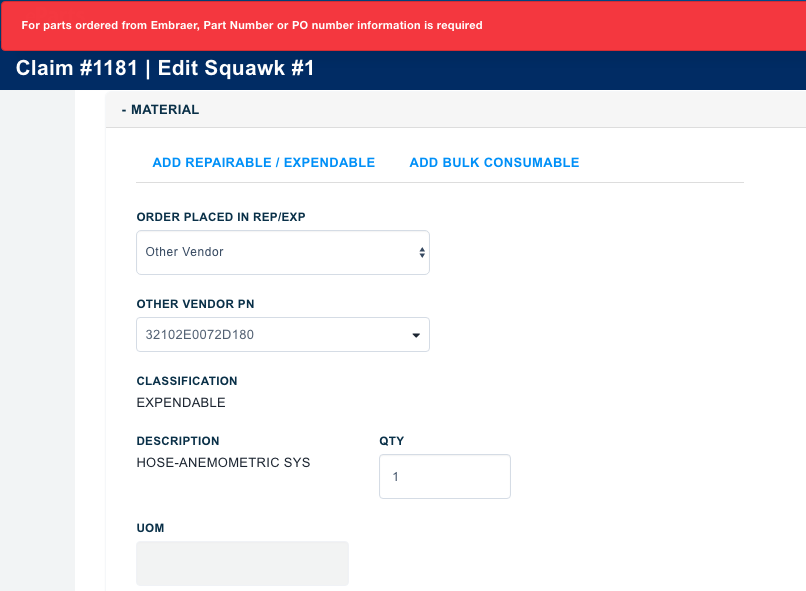 For parts ordered from Embraer, Part Number or PO number information is required
Claim #1181 | Edit Squawk #1
- MATERIAL
ADD REPAIRABLE / EXPENDABLE ADD BULK CONSUMABLE
ORDER PLACED IN REP/EXP
Other Vendor
OTHER VENDOR PN
32102E0072D180
CLASSIFICATION
EXPENDABLE
DESCRIPTION QTY
HOSE-ANEMOMETRIC SYS
1
UOM